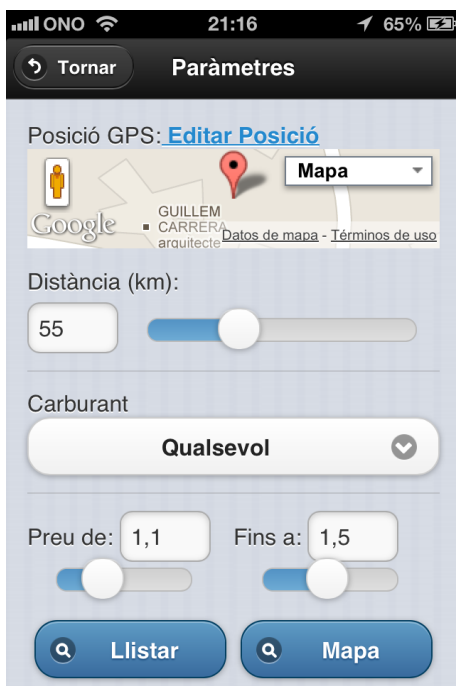 ONO 21:16 65%
Tornar Paràmetres
Posició GPS: Editar Posició
Mapa
GUILLEM
Google CARRERA
arquitecte Datos de mapa - Términos de uso
Distància (km):
55
Carburant
Qualsevol
Preu de: 1,1 Fins a: 1,5
Llistar Mapa